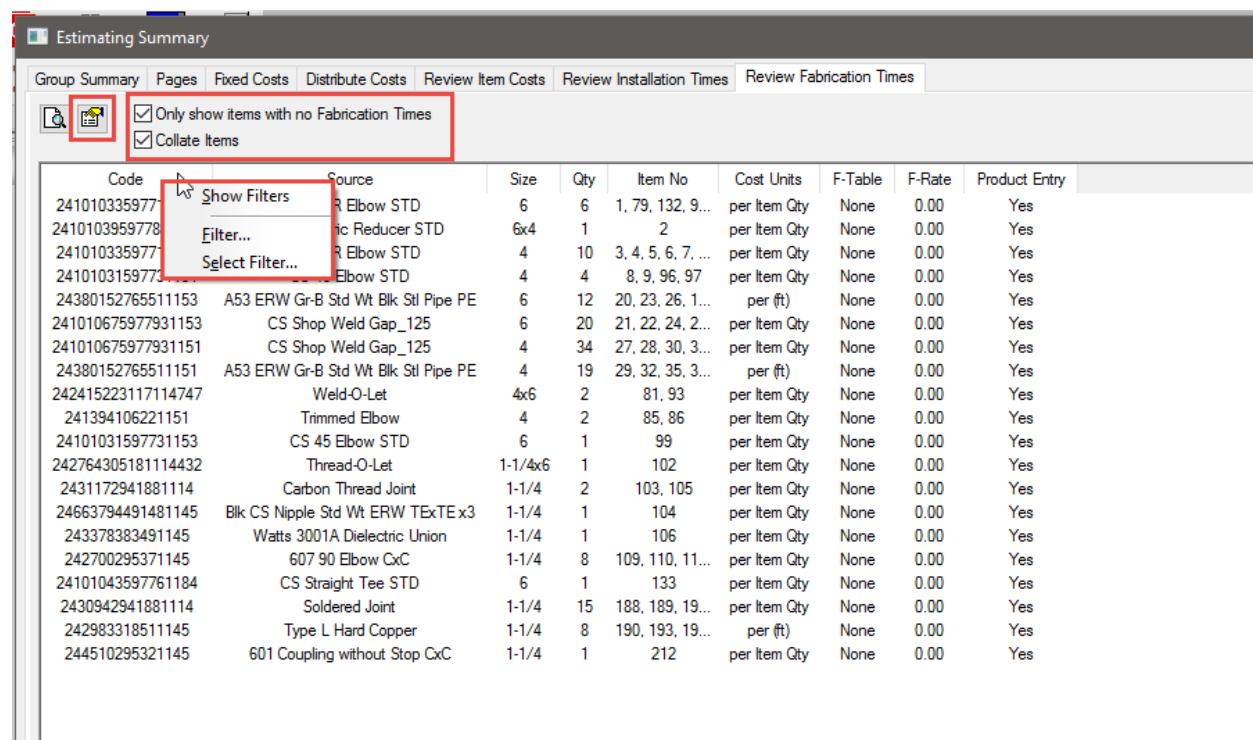 Estimating Summary
Group Summary Pages Fixed Costs Distribute Costs Review Item Costs Review Installation Times Review Fabrication Times
Only show items with no Fabrication Times
Collate Items
Code Source Size Qty Item No Cost Units F-Table F-Rate Product Entry
Show Filters
Filter...
Select Filter...
2410103359771 R Elbow STD 6 6 1, 79, 132, 9... per Item Qty None 0.00 Yes
2410103959778 ic Reducer STD 6x4 1 2 per Item Qty None 0.00 Yes
2410103359771 R Elbow STD 4 10 3, 4, 5, 6, 7, ... per Item Qty None 0.00 Yes
2410103159773 Elbow STD 4 4 8, 9, 96, 97 per Item Qty None 0.00 Yes
24380152765511153 A53 ERW Gr-B Std Wt Blk Stl Pipe PE 6 12 20, 23, 26, 1... per (ft) None 0.00 Yes
241010675977931153 CS Shop Weld Gap_125 6 20 21, 22, 24, 2... per Item Qty None 0.00 Yes
241010675977931151 CS Shop Weld Gap_125 4 34 27, 28, 30, 3... per Item Qty None 0.00 Yes
24380152765511151 A53 ERW Gr-B Std Wt Blk Stl Pipe PE 4 19 29, 32, 35, 3... per (ft) None 0.00 Yes
242415223117114747 Weld-O-Let 4x6 2 81, 93 per Item Qty None 0.00 Yes
241394106221151 Trimmed Elbow 4 2 85, 86 per Item Qty None 0.00 Yes
24101031597731153 CS 45 Elbow STD 6 1 99 per Item Qty None 0.00 Yes
242764305181114432 Thread-O-Let 1-1/4x6 1 102 per Item Qty None 0.00 Yes
2431172941881114 Carbon Thread Joint 1-1/4 2 103, 105 per Item Qty None 0.00 Yes
24663794491481145 Blk CS Nipple Std Wt ERW TExTE x3 1-1/4 1 104 per Item Qty None 0.00 Yes
243378383491145 Watts 3001A Dielectric Union 1-1/4 1 106 per Item Qty None 0.00 Yes
242700295371145 607 90 Elbow CxC 1-1/4 8 109, 110, 11... per Item Qty None 0.00 Yes
24101043597761184 CS Straight Tee STD 6 1 133 per Item Qty None 0.00 Yes
2430942941881114 Soldered Joint 1-1/4 15 188, 189, 19... per Item Qty None 0.00 Yes
242983318511145 Type L Hard Copper 1-1/4 8 190, 193, 19... per (ft) None 0.00 Yes
244510295321145 601 Coupling without Stop CxC 1-1/4 1 212 per Item Qty None 0.00 Yes